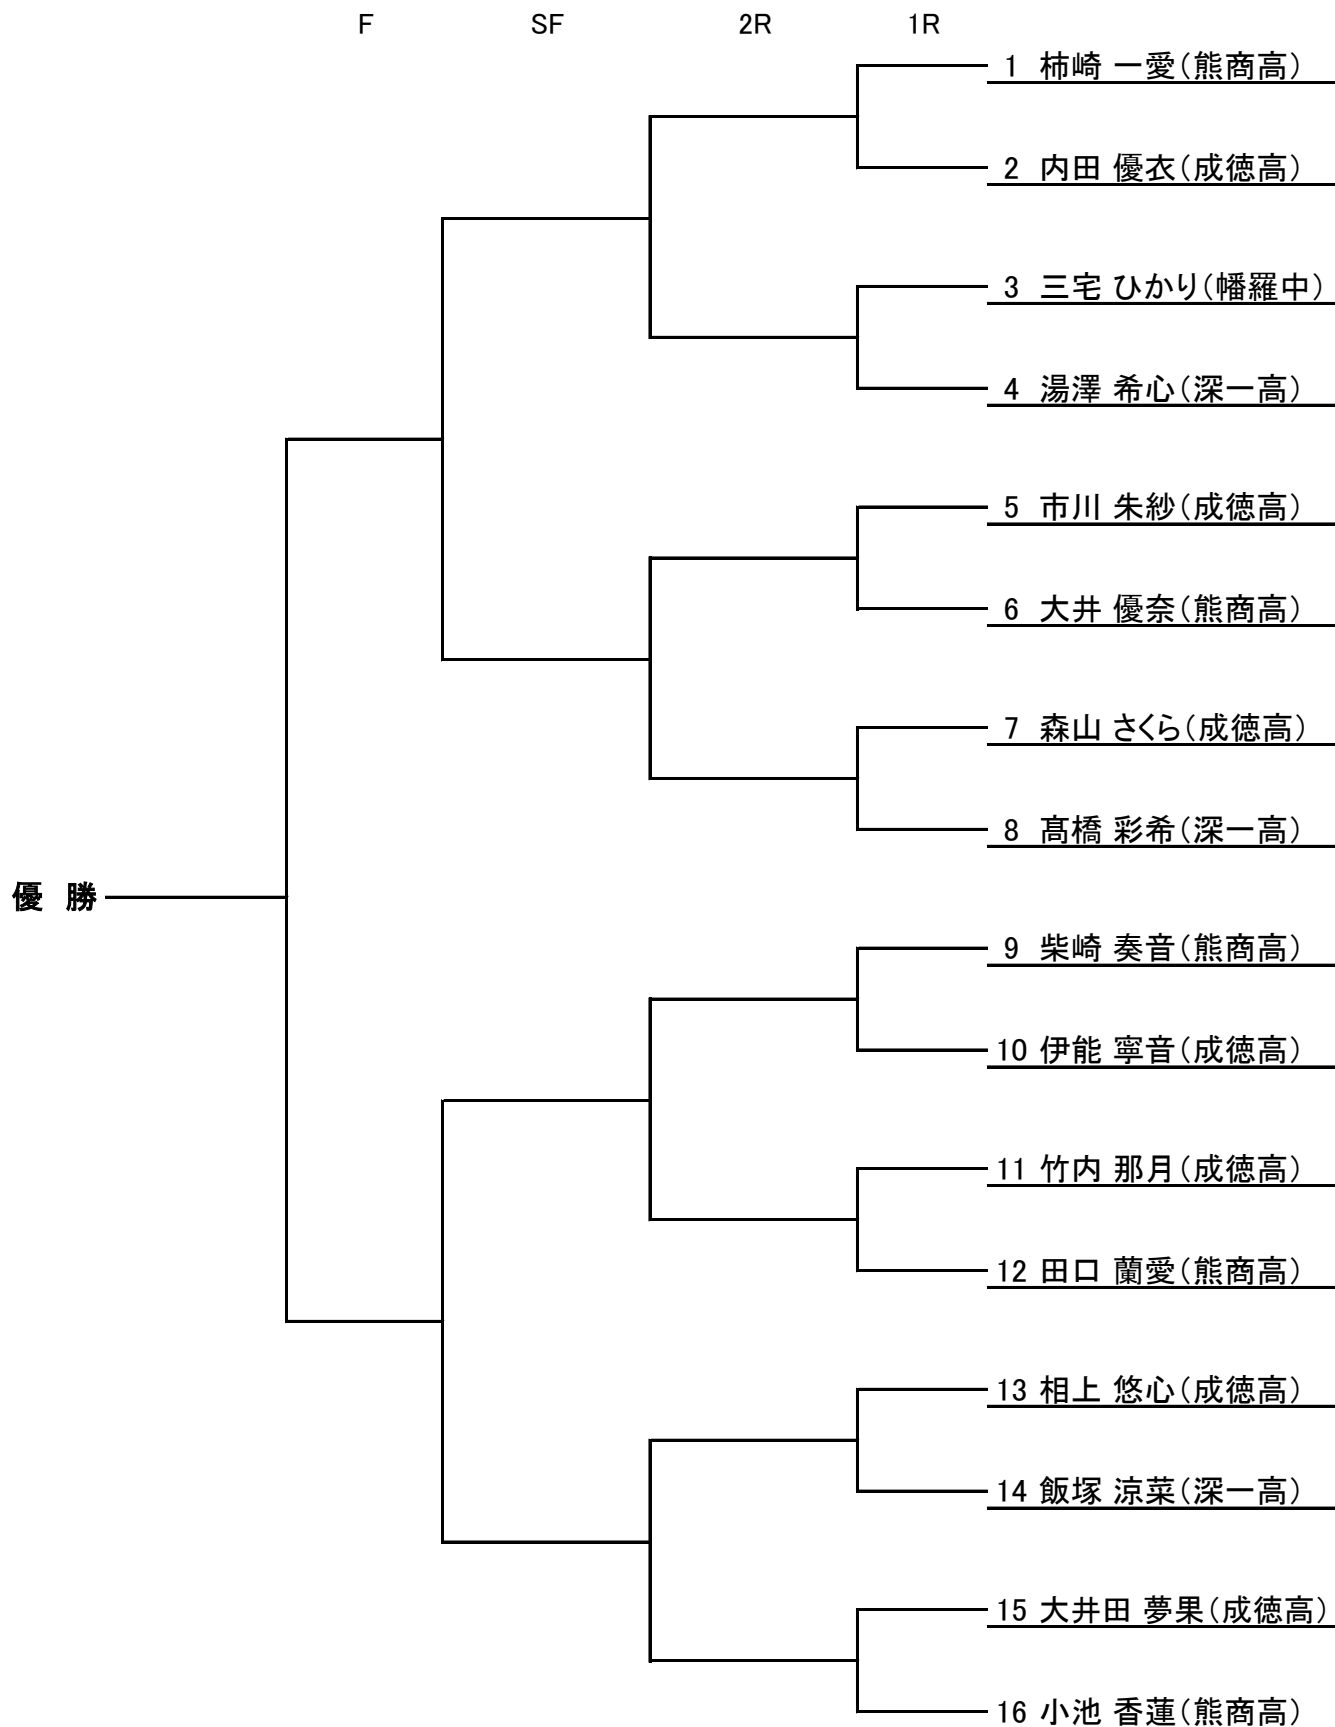 F SF 2R 1R
1 柿崎 一愛(熊商高)
2 内田 優衣(成徳高)
3 三宅 ひかり(幡羅中)
4 湯澤 希心(深一高)
5 市川 朱紗(成徳高)
6 大井 優奈(熊商高)
7 森山 さくら(成徳高)
8 髙橋 彩希(深一高)
優 勝
9 柴崎 奏音(熊商高)
10 伊能 寧音(成徳高)
11 竹内 那月(成徳高)
12 田口 蘭愛(熊商高)
13 相上 悠心(成徳高)
14 飯塚 涼菜(深一高)
15 大井田 夢果(成徳高)
16 小池 香蓮(熊商高)